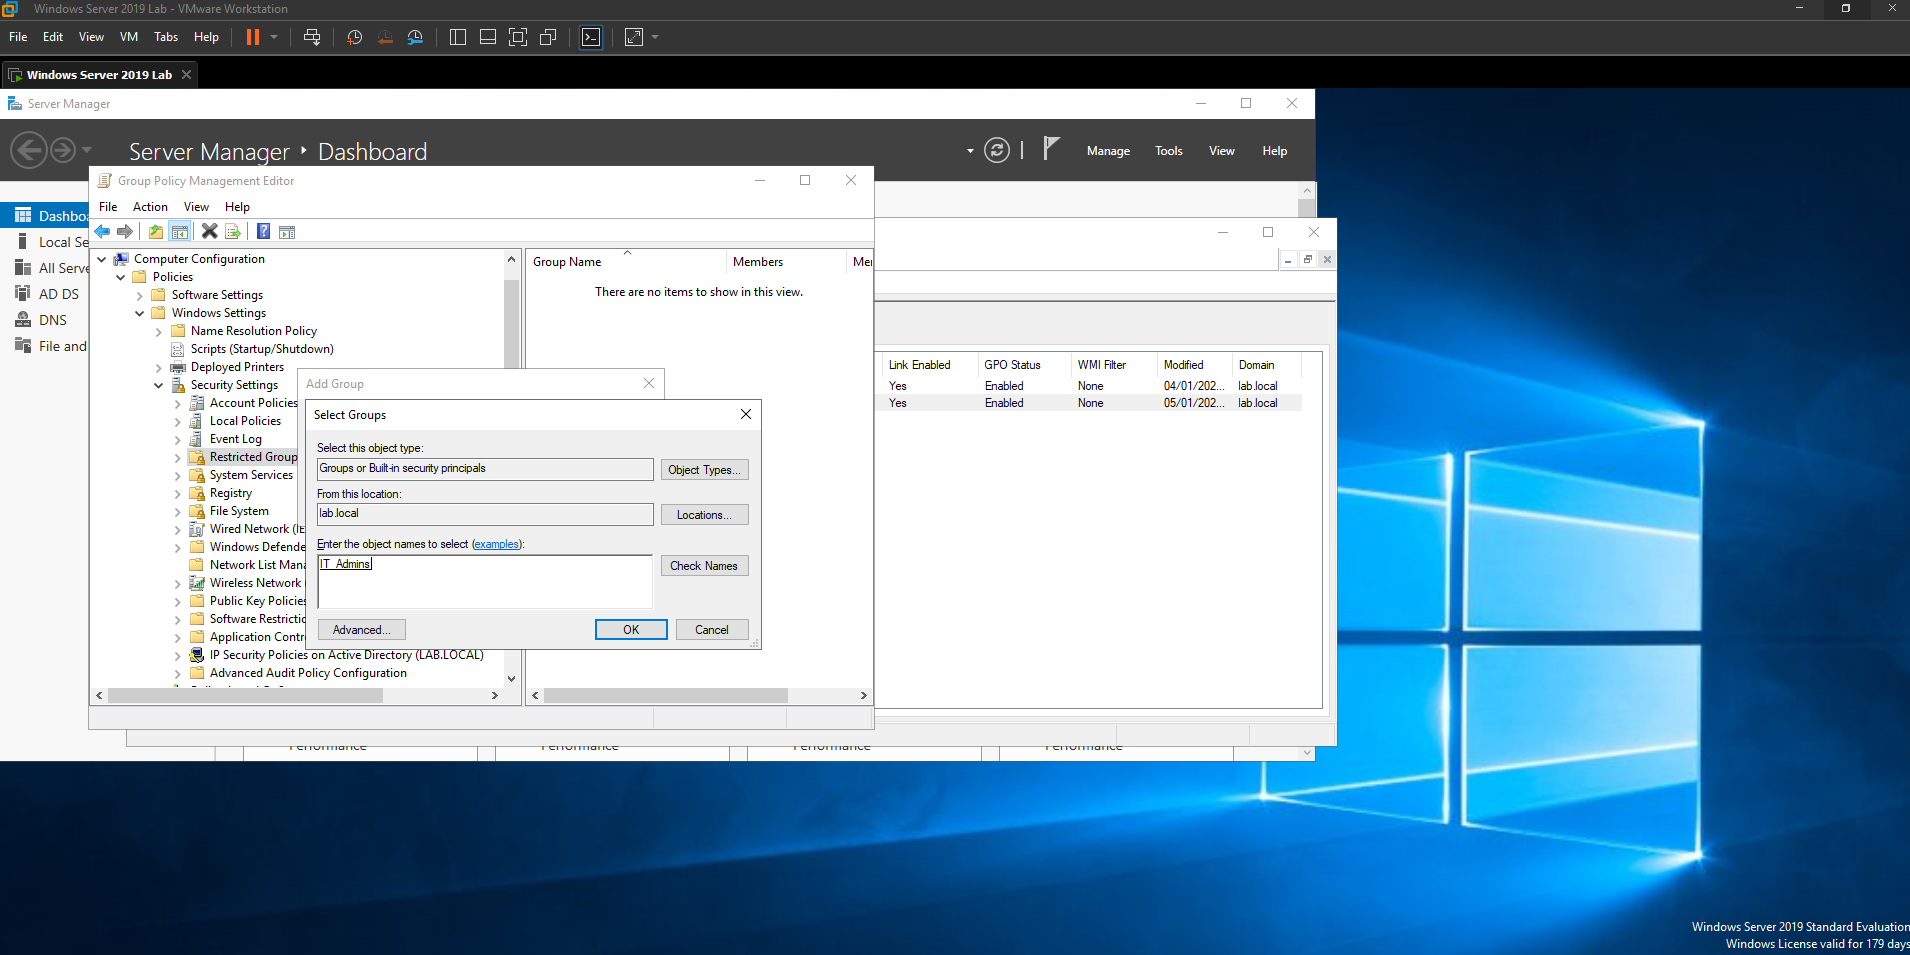 Windows Server 2019 Lab - VMware Workstation
File Edit View VM Tabs Help
Windows Server 2019 Lab
Server Manager
Server Manager Dashboard
Manage Tools View Help
Group Policy Management Editor
File Action View Help
Dashboa
Local Se
All Serve
AD DS
DNS
File and
Computer Configuration
Policies
Software Settings
Windows Settings
Name Resolution Policy
Scripts (Startup/Shutdown)
Deployed Printers
Security Settings
Account Policies
Local Policies
Event Log
Restricted Group
System Services
Registry
File System
Wired Network (IE
Windows Defende
Network List Mana
Wireless Network
Public Key Policies
Software Restrictio
Application Contr
IP Security Policies on Active Directory (LAB.LOCAL)
Advanced Audit Policy Configuration
Group Name Members Mer
There are no items to show in this view.
Link Enabled GPO Status WMI Filter Modified Domain
Yes Enabled None 04/01/202... lab.local
Yes Enabled None 05/01/202... lab.local
Add Group
Select Groups
Select this object type:
Groups or Built-in security principals
Object Types...
From this location:
lab.local
Locations...
Enter the object names to select (examples):
IT_Admins
Check Names
Advanced... OK Cancel
Performance Performance Performance Performance
Windows Server 2019 Standard Evaluation
Windows License valid for 179 days